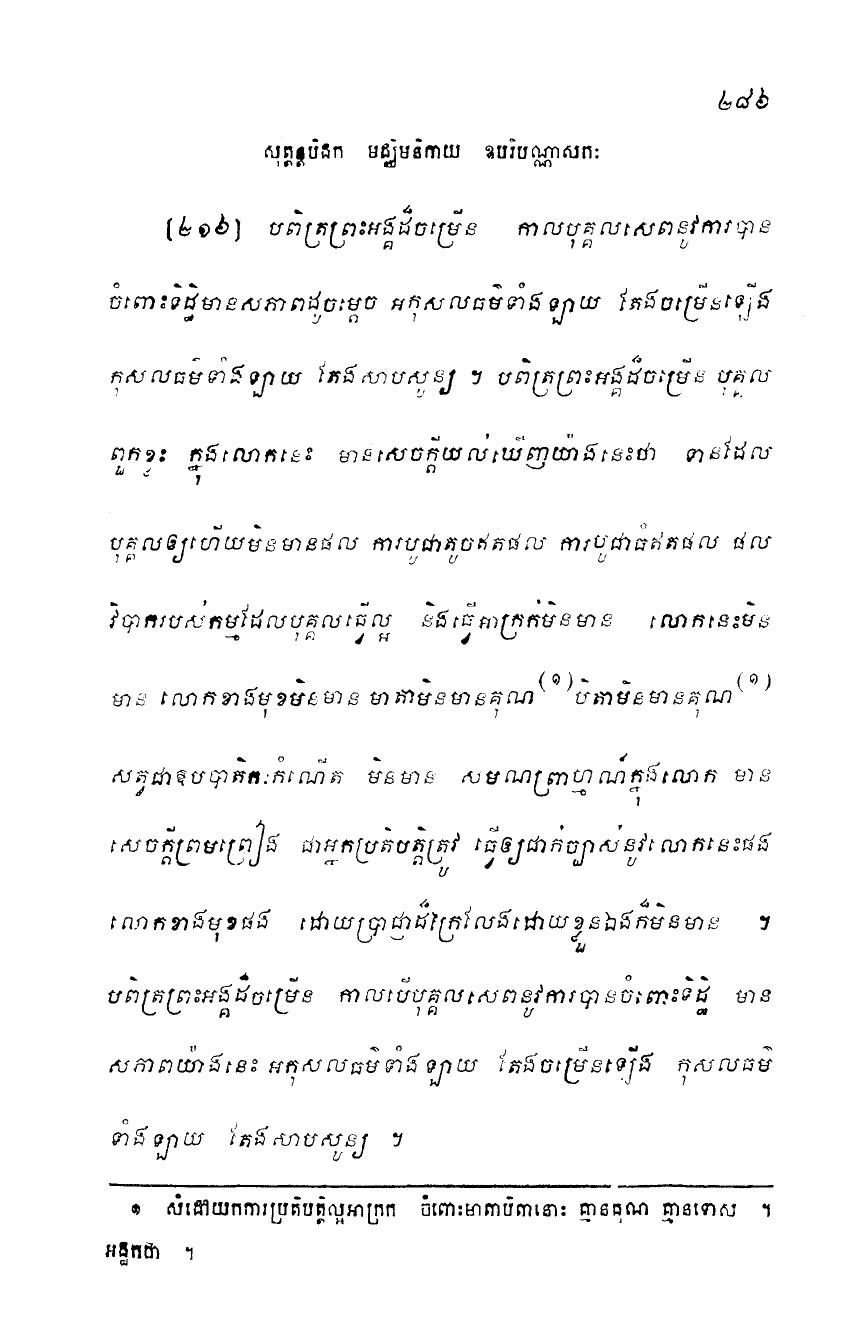 ២៨៦
សុត្តន្តបិដក មជ្ឈិមនិកាយ ឧបរិបណ្ណាសកៈ
[២១៦] បពិត្រព្រះអង្គដ៏ចម្រើន កាលបុគ្គលសេពនូវការបាន
ចំពោះទិដ្ឋិមានសភាពដូចម្តេច អកុសលធម៌ទាំងឡាយ តែងចម្រើនឡើង
កុសលធម៌ទាំងឡាយ តែងសាបសូន្យ ។ បពិត្រព្រះអង្គដ៏ចម្រើន បុគ្គល
ពួកខ្លះ ក្នុងលោកនេះ មានសេចក្តីយល់ឃើញយ៉ាងនេះថា ទានដែល
បុគ្គលឲ្យហើយមិនមានផល ការបូជាតូចឥតផល ការបូជាធំឥតផល ផល
វិបាករបស់កម្មដែលបុគ្គលធ្វើល្អ និងធ្វើអាក្រក់មិនមាន លោកនេះមិន
មាន លោកខាងមុខមិនមាន មាតាមិនមានគុណ(១) បិតាមិនមានគុណ(១)
សត្វជាឧបបាតិកៈកំណើត មិនមាន សមណព្រាហ្មណ៍ក្នុងលោក មាន
សេចក្តីព្រមព្រៀង ជាអ្នកប្រតិបត្តិត្រូវ ធ្វើឲ្យជាក់ច្បាស់នូវលោកនេះផង
លោកខាងមុខផង ដោយប្រាជ្ញាដ៏ក្រៃលែងដោយខ្លួនឯងក៏មិនមាន ។
បពិត្រព្រះអង្គដ៏ចម្រើន កាលបើបុគ្គលសេពនូវការបានចំពោះទិដ្ឋិ មាន
សភាពយ៉ាងនេះ អកុសលធម៌ទាំងឡាយ តែងចម្រើនឡើង កុសលធម៌
ទាំងឡាយ តែងសាបសូន្យ ។
១ សំដៅយកការប្រតិបត្តិល្អអាក្រក ចំពោះមាតាបិតានោះ គ្មានគុណ គ្មានទោស ។
អដ្ឋកថា ។